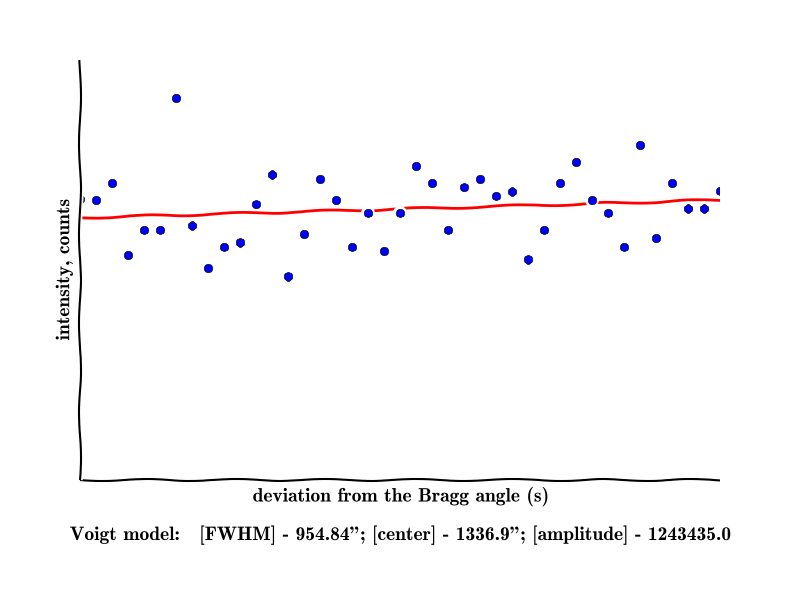 intensity, counts
deviation from the Bragg angle (s)
Voigt model: [FWHM] - 954.84”; [center] - 1336.9”; [amplitude] - 1243435.0